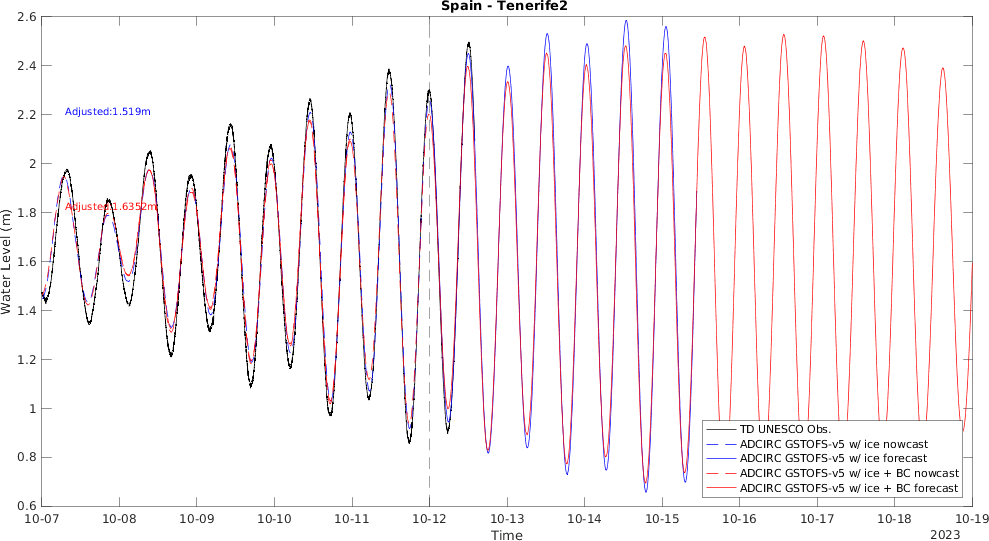 Spain - Tenerife2
2.6
2.4
2.2
2
1.8
1.6
1.4
1.2
1
0.8
0.6
Water Level (m)
Adjusted:1.519m
Adjusted:1.6352m
TD UNESCO Obs.
ADCIRC GSTOFS-v5 w/ ice nowcast
ADCIRC GSTOFS-v5 w/ ice forecast
ADCIRC GSTOFS-v5 w/ ice + BC nowcast
ADCIRC GSTOFS-v5 w/ ice + BC forecast
10-07 10-08 10-09 10-10 10-11 10-12 10-13 10-14 10-15 10-16 10-17 10-18 10-19
Time
2023